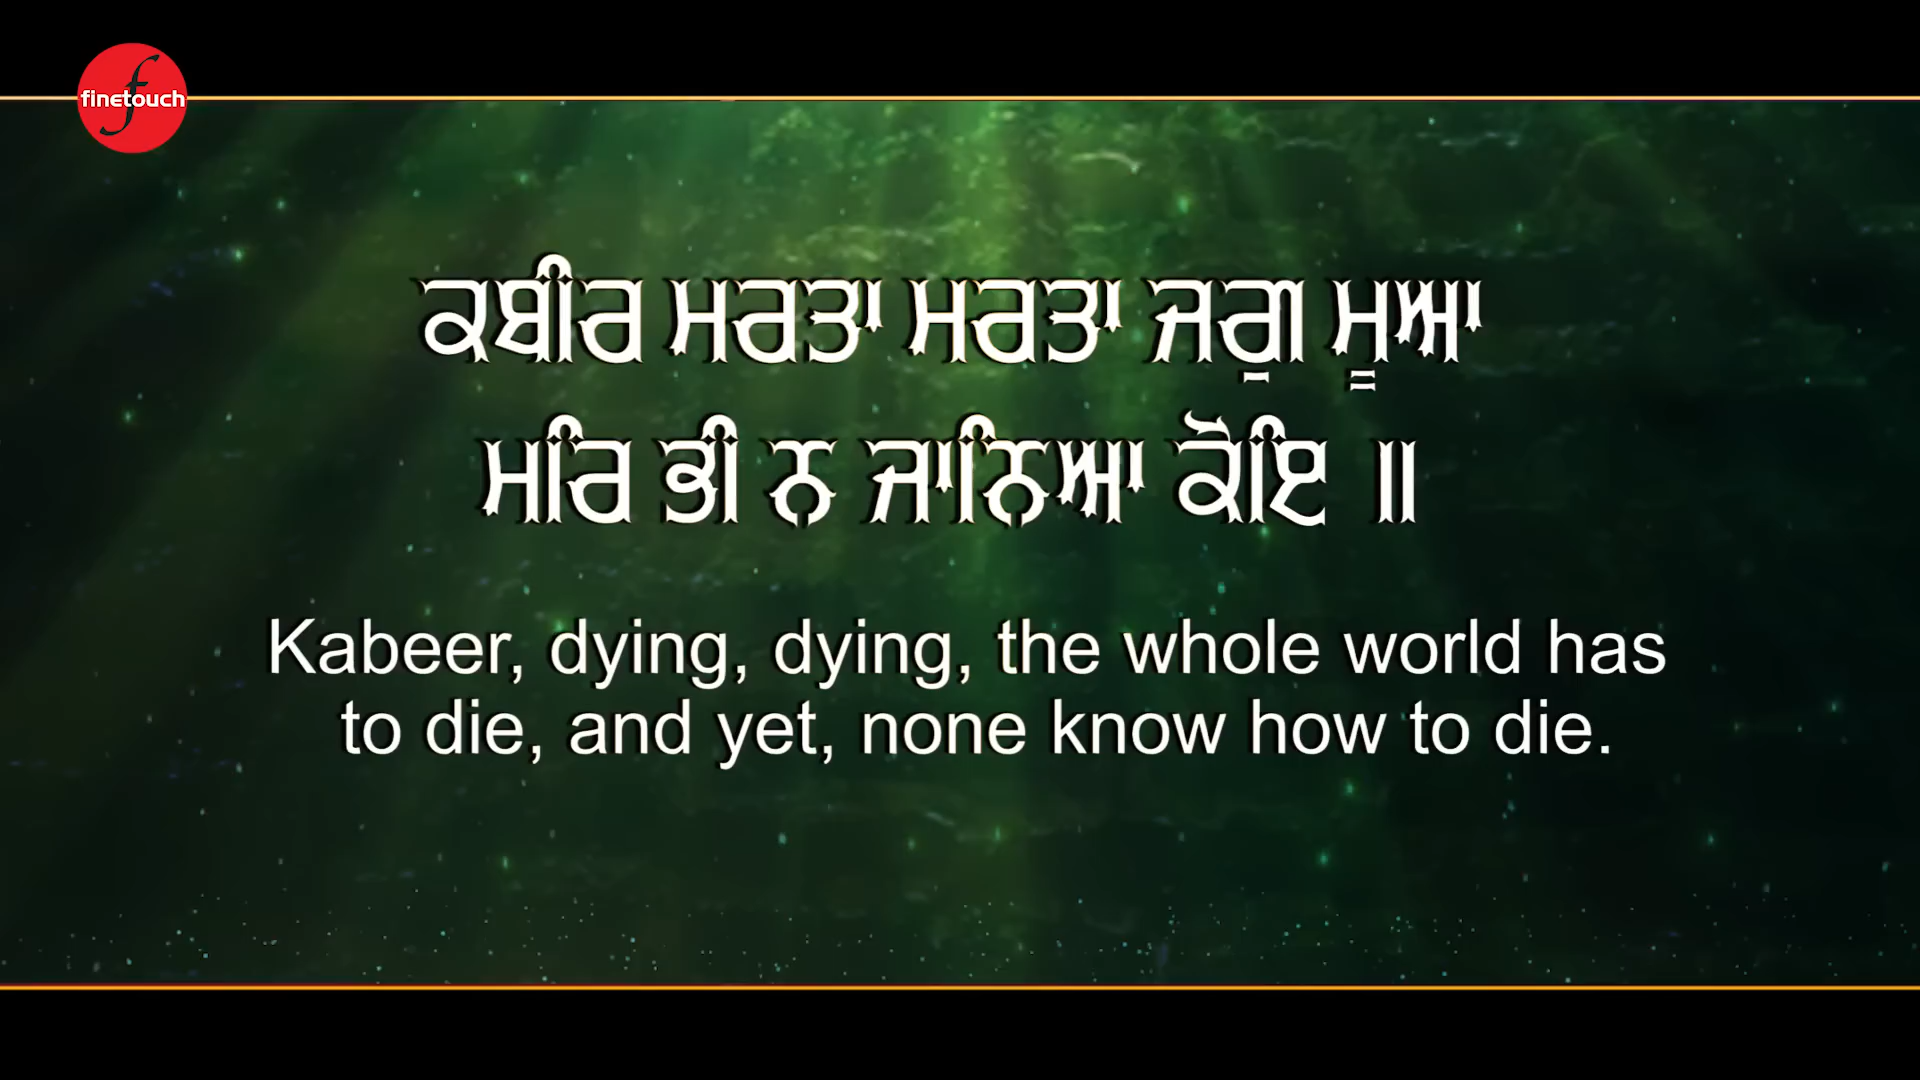 finetouch
ਕਬੀਰ ਮਰਤਾ ਮਰਤਾ ਜਗੁ ਮੂਆ
ਮਰਿ ਭੀ ਨ ਜਾਨਿਆ ਕੋਇ ॥
Kabeer, dying, dying, the whole world has
to die, and yet, none know how to die.